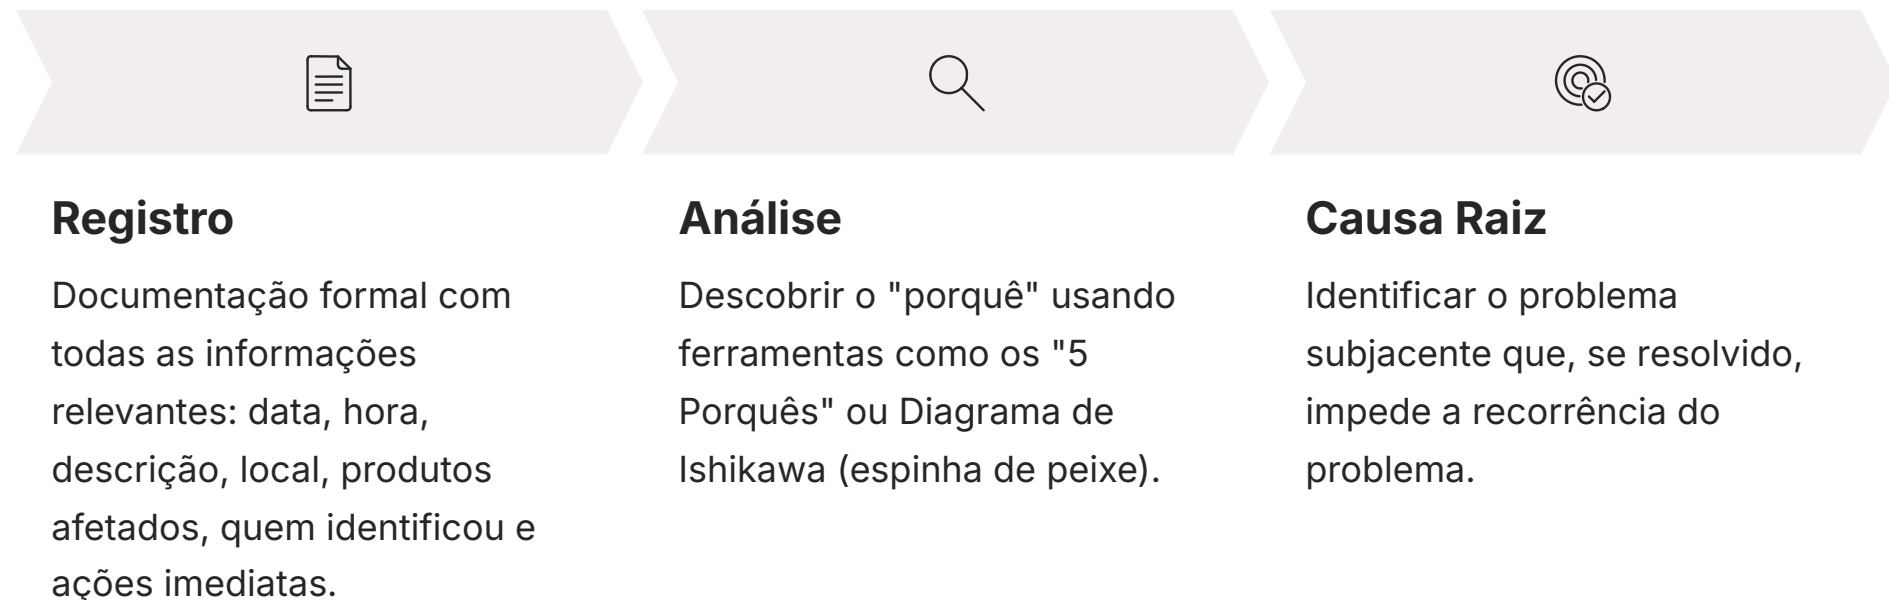 Registro
Documentação formal com
todas as informações
relevantes: data, hora,
descrição, local, produtos
afetados, quem identificou e
ações imediatas.
Análise
Descobrir o "porquê" usando
ferramentas como os "5
Porquês" ou Diagrama de
Ishikawa (espinha de peixe).
Causa Raiz
Identificar o problema
subjacente que, se resolvido,
impede a recorrência do
problema.